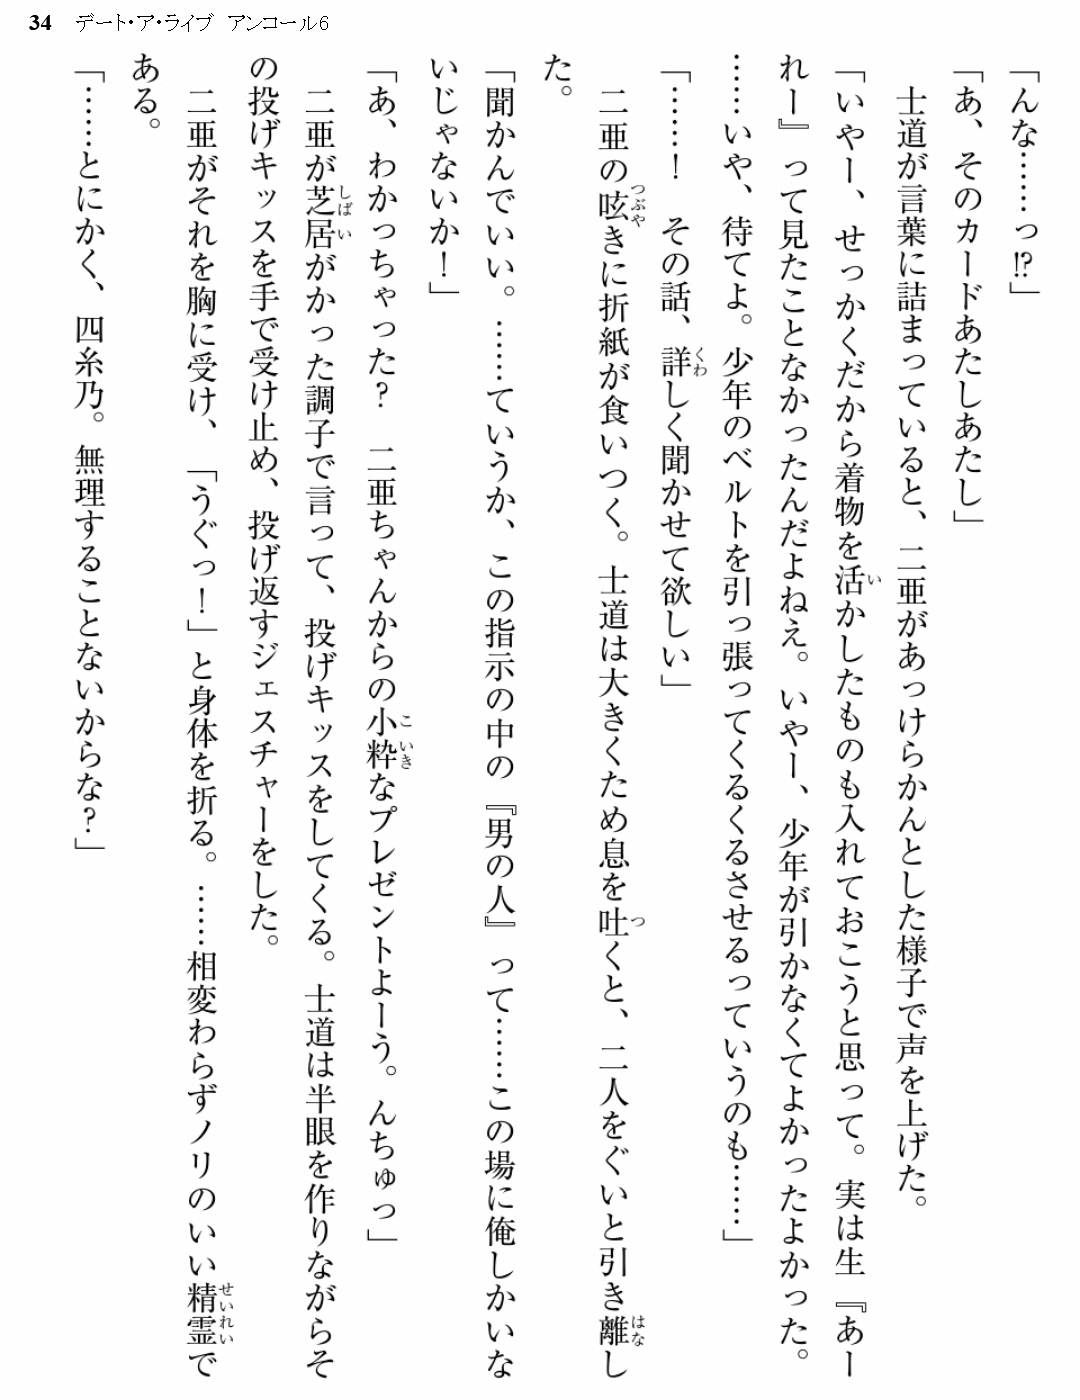 34 デート・ア・ライブ アンコール6
「んな……っ!?」
「あ、そのカードあたしあたし」
　士道が言葉に詰まっていると、二亜があっけらかんとした様子で声を上げた。
「いやー、せっかくだから着物を活かしたものも入れておこうと思って。実は生『あー
れー』って見たことなかったんだよねえ。いやー、少年が引かなくてよかったよかった。
……いや、待てよ。少年のベルトを引っ張ってくるくるさせるっていうのも……」
「……！　その話、詳しく聞かせて欲しい」
　二亜の呟きに折紙が食いつく。士道は大きくため息を吐くと、二人をぐいと引き離し
た。
「聞かんでいい。……ていうか、この指示の中の『男の人』って……この場に俺しかいな
いじゃないか！」
「あ、わかっちゃった？　二亜ちゃんからの小粋なプレゼントよーう。んちゅっ」
　二亜が芝居がかった調子で言って、投げキッスをしてくる。士道は半眼を作りながらそ
の投げキッスを手で受け止め、投げ返すジェスチャーをした。
　二亜がそれを胸に受け、「うぐっ！」と身体を折る。……相変わらずノリのいい精霊で
ある。
「……とにかく、四糸乃。無理することないからな？」